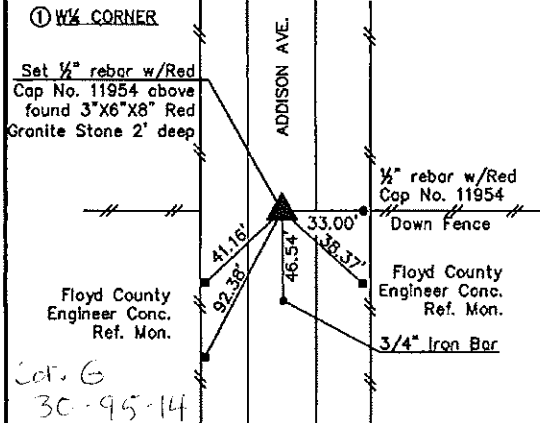 ① W¼ CORNER
Set ½" rebar w/Red
Cap No. 11954 above
found 3"X6"X8" Red
Granite Stone 2' deep
ADDISON AVE.
½" rebar w/Red
Cap No. 11954
Down Fence
33.00'
41.16'
92.38'
46.54'
38.37'
Floyd County
Engineer Conc.
Ref. Mon.
Floyd County
Engineer Conc.
Ref. Mon.
3/4" Iron Bar
Cor. G
30-95-14